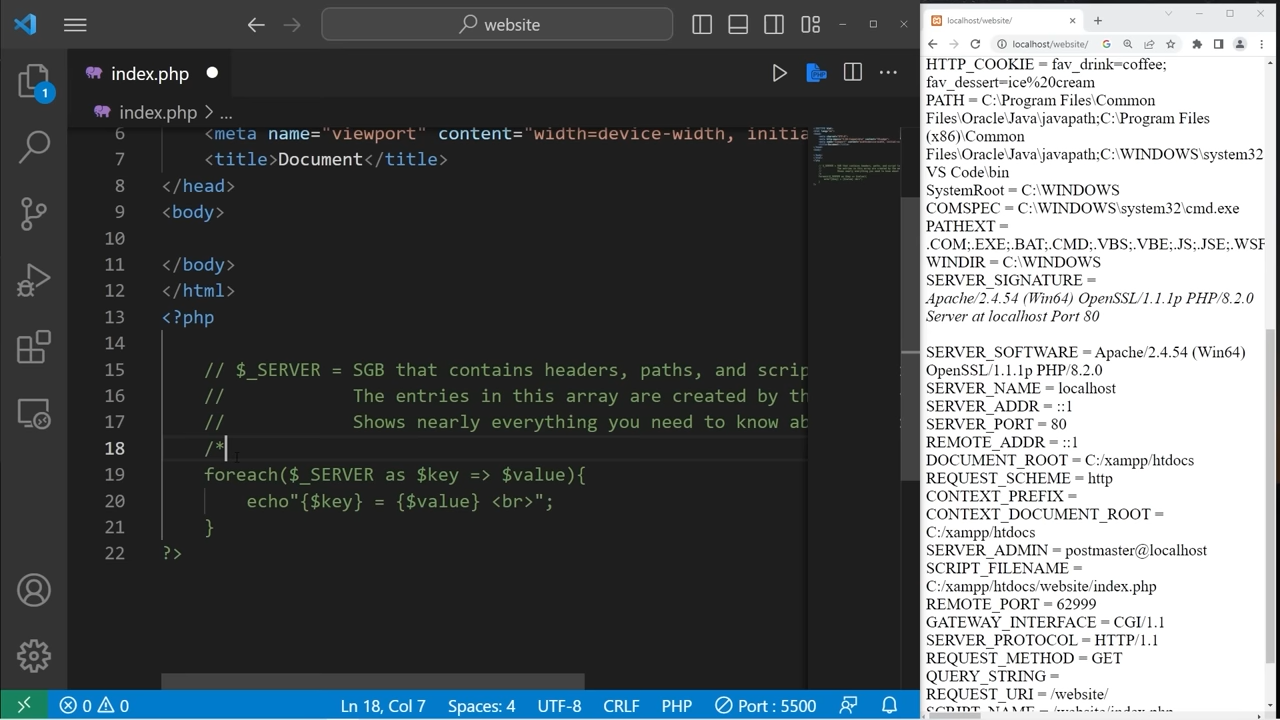 website
index.php
index.php > ...
1
6 <meta name="viewport" content="width=device-width, initia
7 <title>Document</title>
8 </head>
9 <body>
10
11 </body>
12 </html>
13 <?php
14
15 // $_SERVER = SGB that contains headers, paths, and scrip
16 // The entries in this array are created by th
17 // Shows nearly everything you need to know ab
18 /*
19 foreach($_SERVER as $key => $value){
20 echo"{$key} = {$value} <br>";
21 }
22 ?>
0 0
Ln 18, Col 7
Spaces: 4
UTF-8
CRLF
PHP
Port : 5500
localhost/website/
localhost/website/
HTTP_COOKIE = fav_drink=coffee;
fav_dessert=ice%20cream
PATH = C:\Program Files\Common
Files\Oracle\Java\javapath;C:\Program Files
(x86)\Common
Files\Oracle\Java\javapath;C:\WINDOWS\system32
VS Code\bin
SystemRoot = C:\WINDOWS
COMSPEC = C:\WINDOWS\system32\cmd.exe
PATHEXT =
.COM;.EXE;.BAT;.CMD;.VBS;.VBE;.JS;.JSE;.WSF
WINDIR = C:\WINDOWS
SERVER_SIGNATURE =
Apache/2.4.54 (Win64) OpenSSL/1.1.1p PHP/8.2.0
Server at localhost Port 80
SERVER_SOFTWARE = Apache/2.4.54 (Win64)
OpenSSL/1.1.1p PHP/8.2.0
SERVER_NAME = localhost
SERVER_ADDR = ::1
SERVER_PORT = 80
REMOTE_ADDR = ::1
DOCUMENT_ROOT = C:/xampp/htdocs
REQUEST_SCHEME = http
CONTEXT_PREFIX =
CONTEXT_DOCUMENT_ROOT =
C:/xampp/htdocs
SERVER_ADMIN = postmaster@localhost
SCRIPT_FILENAME =
C:/xampp/htdocs/website/index.php
REMOTE_PORT = 62999
GATEWAY_INTERFACE = CGI/1.1
SERVER_PROTOCOL = HTTP/1.1
REQUEST_METHOD = GET
QUERY_STRING =
REQUEST_URI = /website/
SCRIPT_NAME = /website/index.php